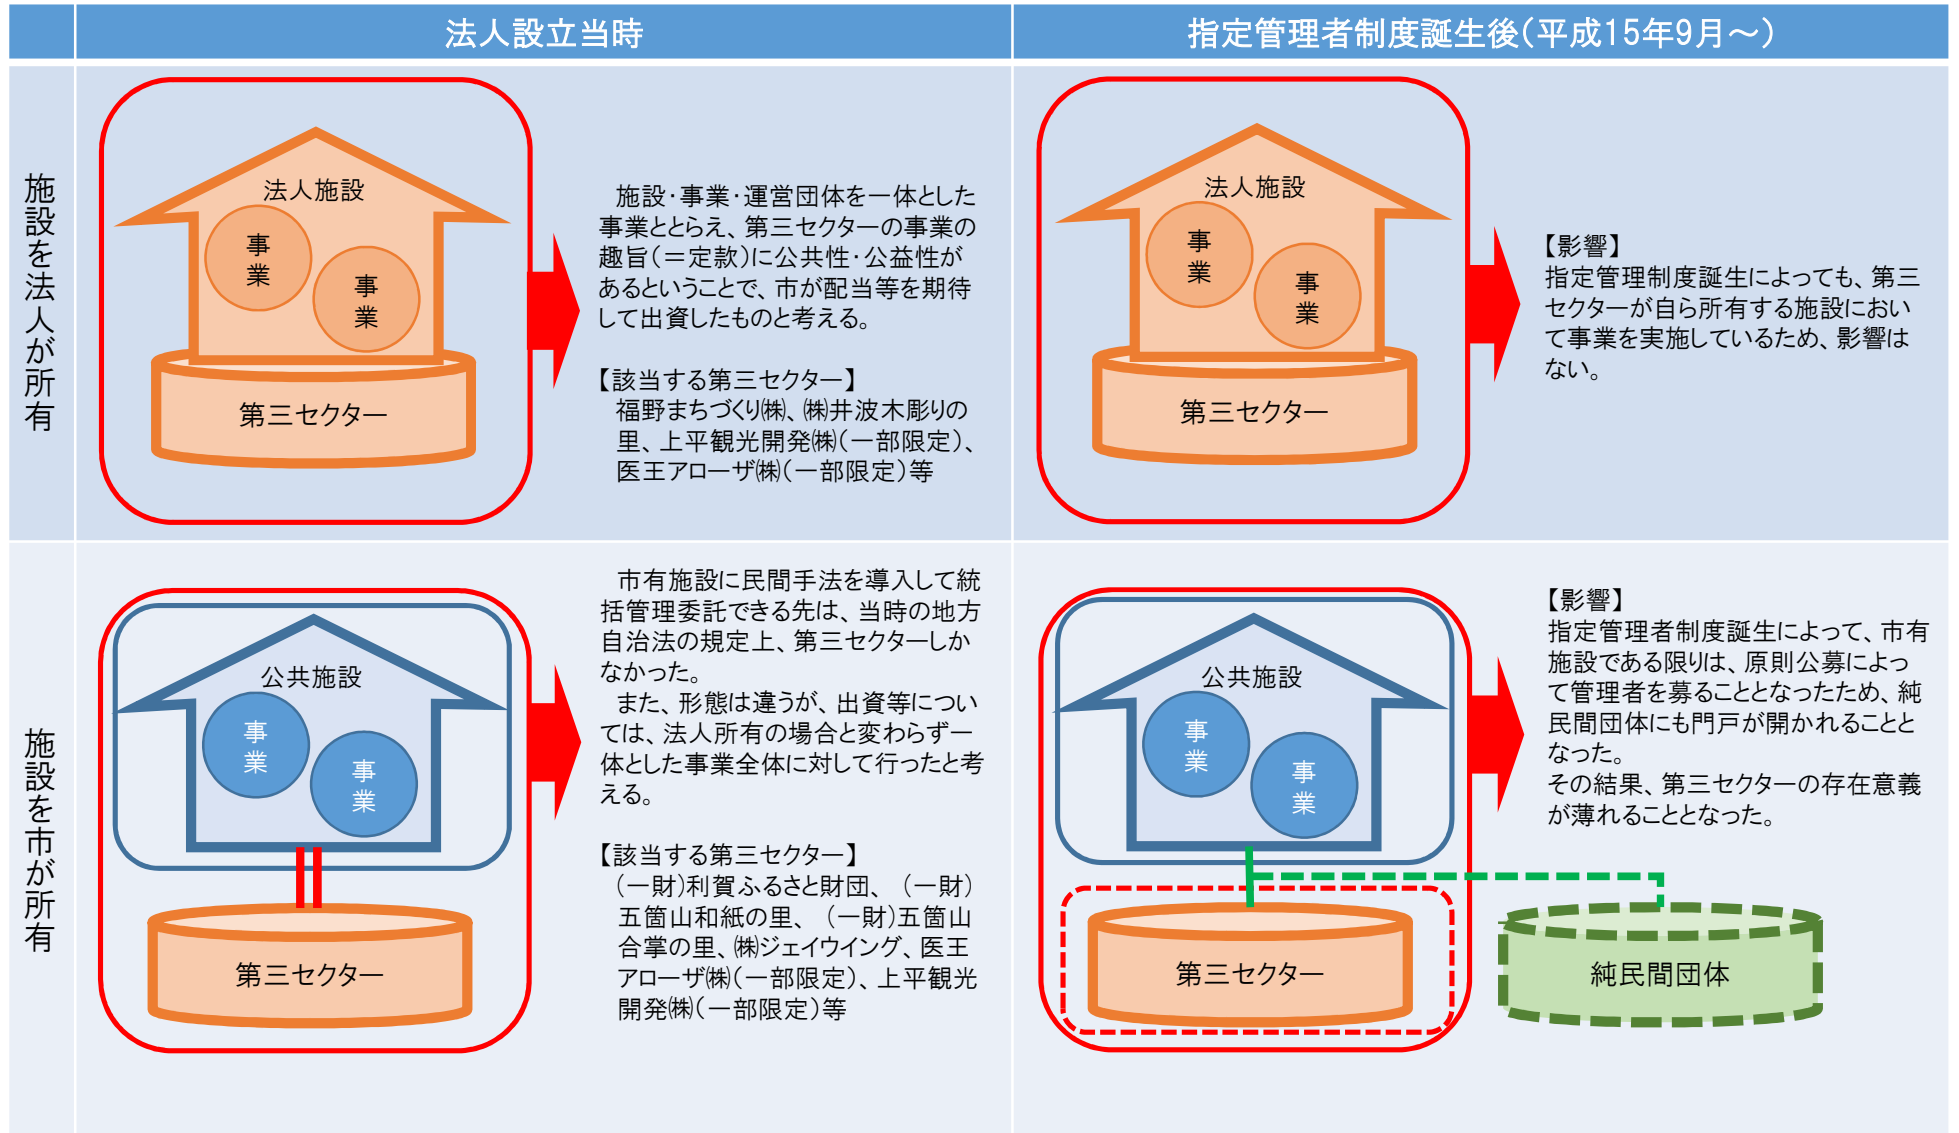 法人設立当時
指定管理者制度誕生後（平成15年9月～）
施設を法人が所有
法人施設
事業
事業
第三セクター
施設・事業・運営団体を一体とした
事業ととらえ、第三セクターの事業の
趣旨（＝定款）に公共性・公益性が
あるということで、市が配当等を期待
して出資したものと考える。
【該当する第三セクター】
福野まちづくり㈱、㈱井波木彫りの
里、上平観光開発㈱（一部限定）、
医王アローザ㈱（一部限定）等
法人施設
事業
事業
第三セクター
【影響】
指定管理制度誕生によっても、第三
セクターが自ら所有する施設におい
て事業を実施しているため、影響は
ない。
施設を市が所有
公共施設
事業
事業
第三セクター
市有施設に民間手法を導入して統
括管理委託できる先は、当時の地方
自治法の規定上、第三セクターしか
なかった。
また、形態は違うが、出資等につい
ては、法人所有の場合と変わらず一
体とした事業全体に対して行ったと考
える。
【該当する第三セクター】
（一財）利賀ふるさと財団、（一財）
五箇山和紙の里、（一財）五箇山
合掌の里、㈱ジェイウイング、医王
アローザ㈱（一部限定）、上平観光
開発㈱（一部限定）等
公共施設
事業
事業
第三セクター
【影響】
指定管理者制度誕生によって、市有
施設である限りは、原則公募によっ
て管理者を募ることとなったため、純
民間団体にも門戸が開かれることと
なった。
その結果、第三セクターの存在意義
が薄れることとなった。
純民間団体